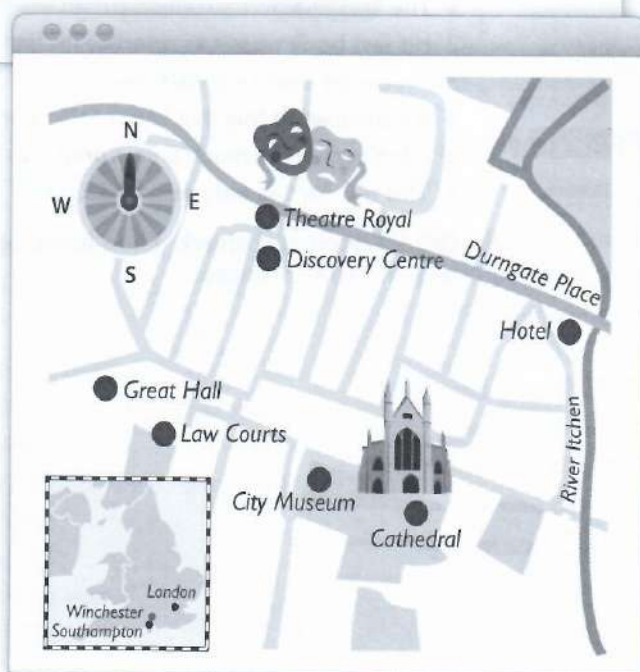 N
W
E
S
Theatre Royal
Discovery Centre
Durngate Place
Hotel
Great Hall
Law Courts
River Itchen
City Museum
Cathedral
London
Winchester
Southampton